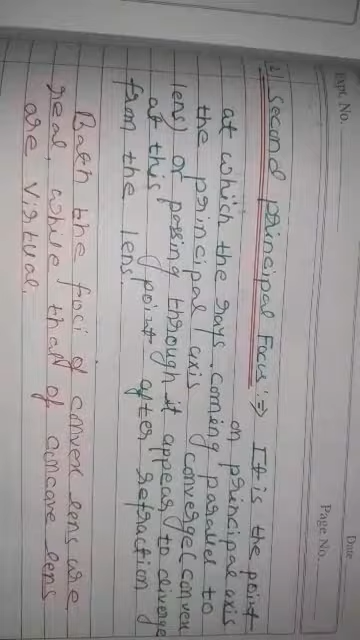 Expt. No.
Date
Page No.
2) Second principal Focus :⇒ It is the point
on principal axis
at which the rays coming parallel to
the principal axis converge (convex
lens) or passing through it appear to diverge
at this point after refraction
from the lens.
Both the foci of convex lens are
real, while that of concave lens
are virtual.